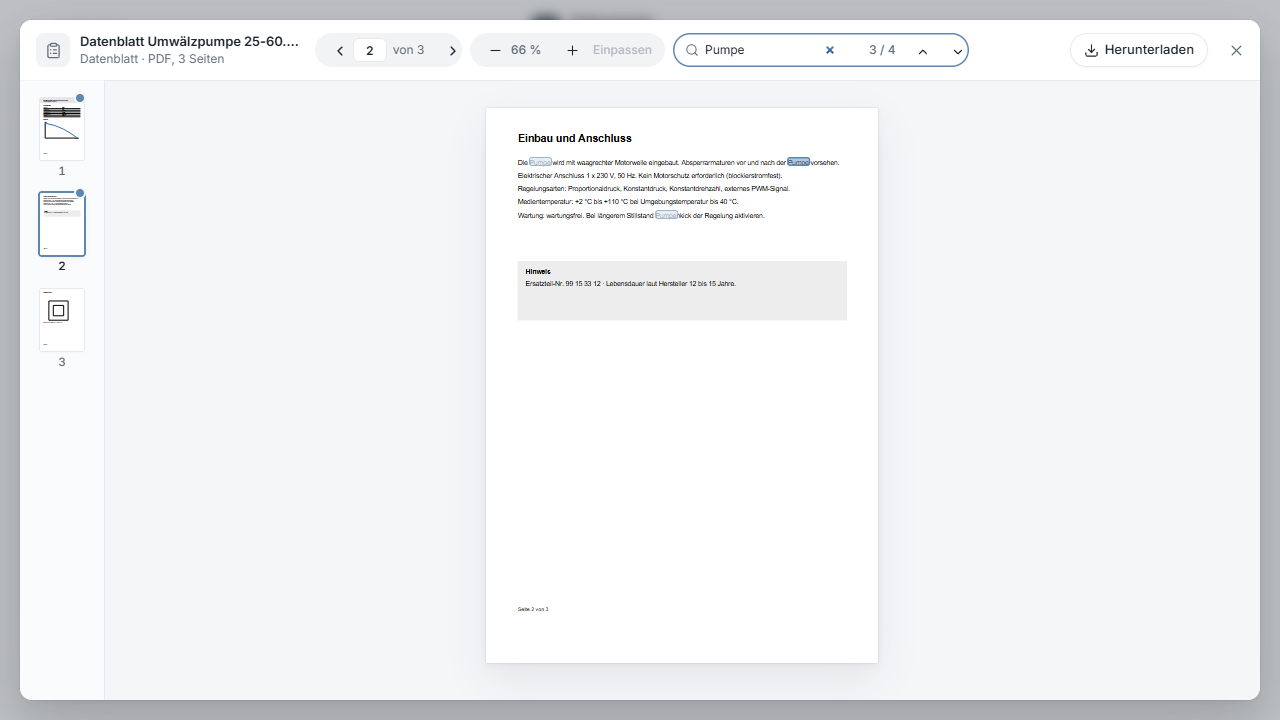 Datenblatt Umwälzpumpe 25-60....
Datenblatt · PDF, 3 Seiten
2 von 3
66 %
Einpassen
Pumpe
3 / 4
Herunterladen
1
2
3
Einbau und Anschluss
Die Pumpe wird mit waagrechter Motorwelle eingebaut. Absperrarmaturen vor und nach der Pumpe vorsehen.
Elektrischer Anschluss 1 x 230 V, 50 Hz. Kein Motorschutz erforderlich (blockierstromfest).
Regelungsarten: Proportionaldruck, Konstantdruck, Konstantdrehzahl, externes PWM-Signal.
Medientemperatur: +2 °C bis +110 °C bei Umgebungstemperatur bis 40 °C.
Wartung: wartungsfrei. Bei längerem Stillstand Pumpenkick der Regelung aktivieren.
Hinweis
Ersatzteil-Nr. 99 15 33 12 · Lebensdauer laut Hersteller 12 bis 15 Jahre.
Seite 2 von 3